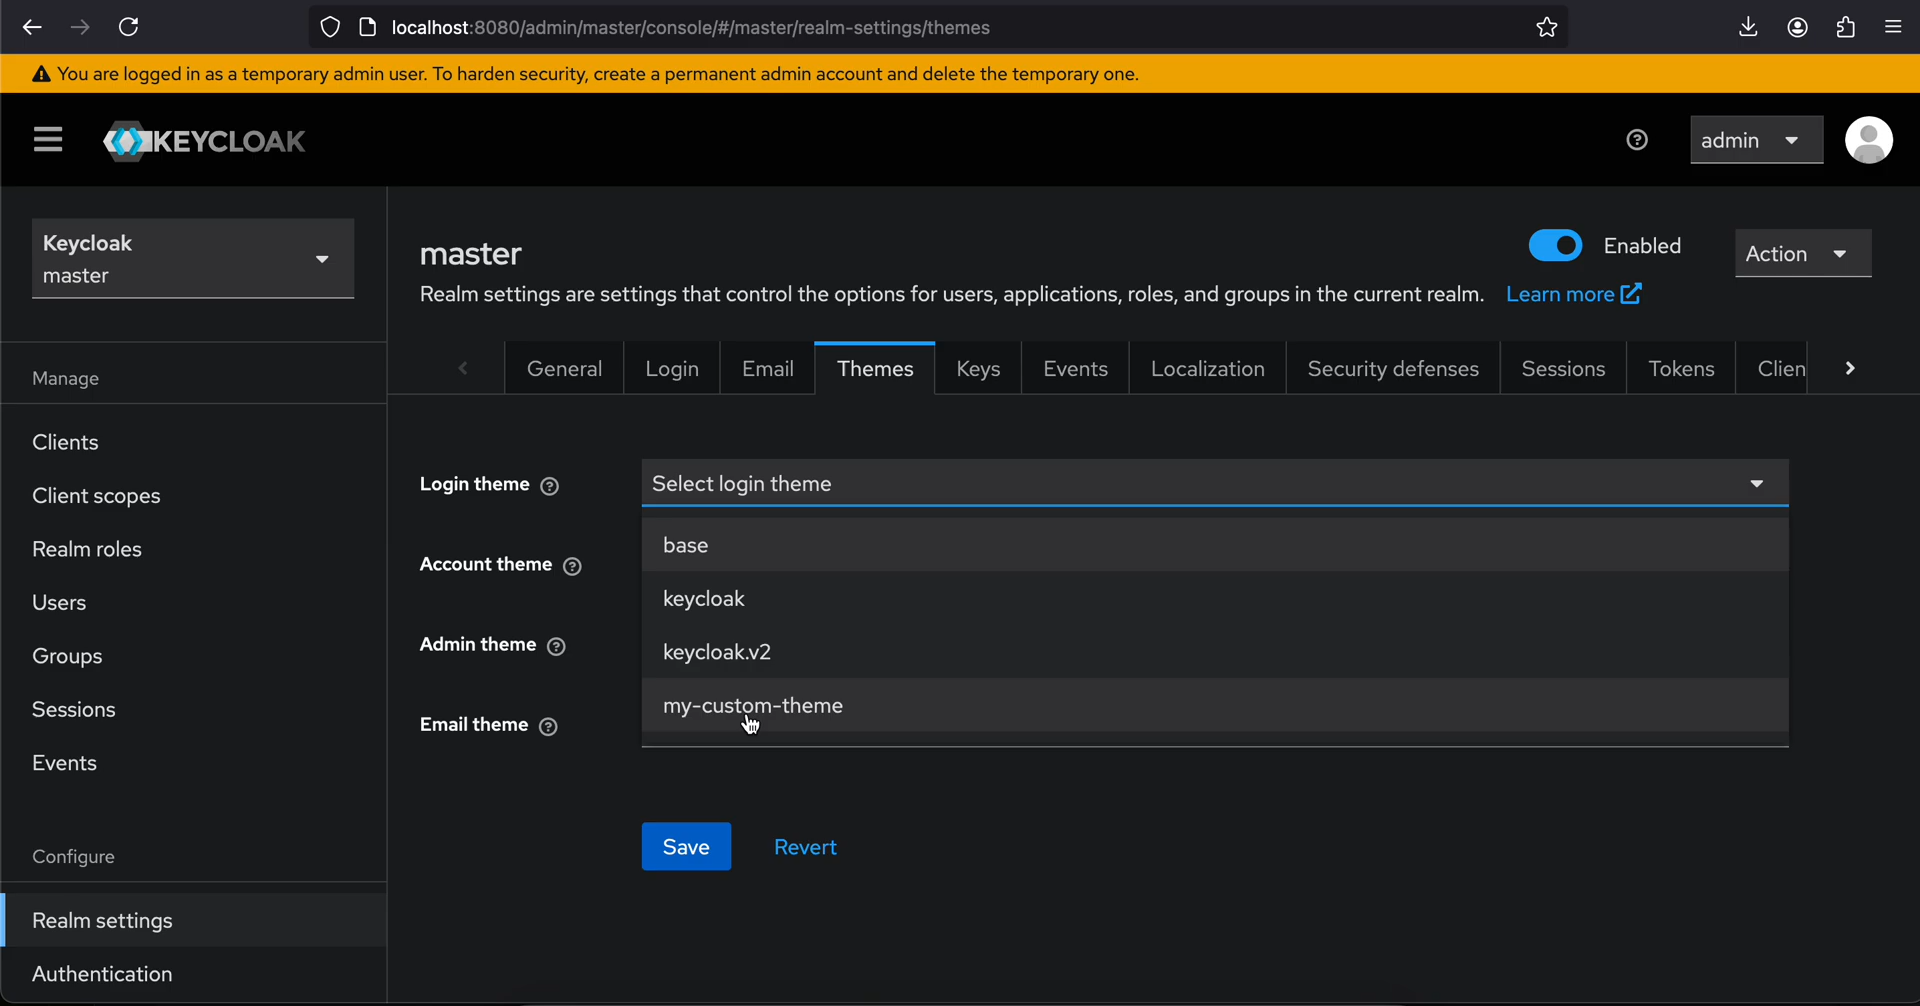 localhost:8080/admin/master/console/#/master/realm-settings/themes
You are logged in as a temporary admin user. To harden security, create a permanent admin account and delete the temporary one.
KEYCLOAK
admin
Keycloak
master
master
Enabled
Action
Realm settings are settings that control the options for users, applications, roles, and groups in the current realm. Learn more
General Login Email Themes Keys Events Localization Security defenses Sessions Tokens Clien
Manage
Clients
Client scopes
Realm roles
Users
Groups
Sessions
Events
Configure
Realm settings
Authentication
Login theme
Select login theme
base
keycloak
keycloak.v2
my-custom-theme
Account theme
Admin theme
Email theme
Save Revert